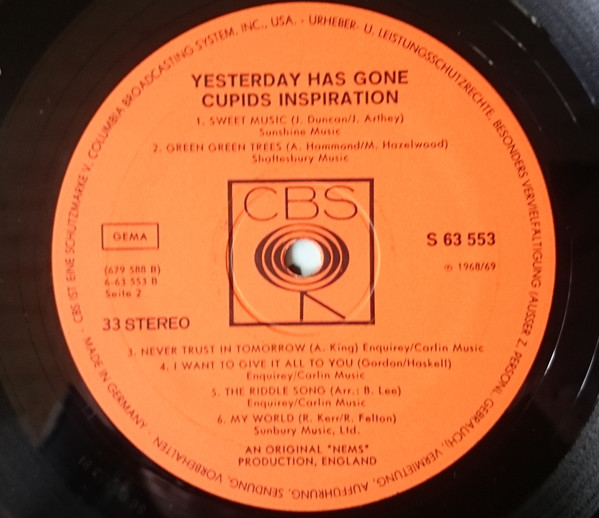 YESTERDAY HAS GONE
CUPIDS INSPIRATION
1. SWEET MUSIC (J. Duncan/J. Arthey)
Sunshine Music
2. GREEN GREEN TREES (A. Hammond/M. Hazelwood)
Shaftesbury Music
CBS
GEMA
S 63 553
(679 588 B)
6-63 553 B
Seite 2
℗ 1968/69
33 STEREO
3. NEVER TRUST IN TOMORROW (A. King) Enquirey/Carlin Music
4. I WANT TO GIVE IT ALL TO YOU (Gordon/Haskell)
Enquirey/Carlin Music
5. THE RIDDLE SONG (Arr.: B. Lee)
Enquirey/Carlin Music
6. MY WORLD (R. Kerr/R. Felton)
Sunbury Music, Ltd.
AN ORIGINAL "NEMS"
PRODUCTION, ENGLAND
CBS IST EINE SCHUTZMARKE V. COLUMBIA BROADCASTING SYSTEM, INC., USA. · URHEBER- U. LEISTUNGSSCHUTZRECHTE, BESONDERS VERVIELFÄLTIGUNG (AUSSER Z. PERSÖNL. GEBRAUCH), VERMIETUNG, AUFFÜHRUNG, SENDUNG, VORBEHALTEN · MADE IN GERMANY ·